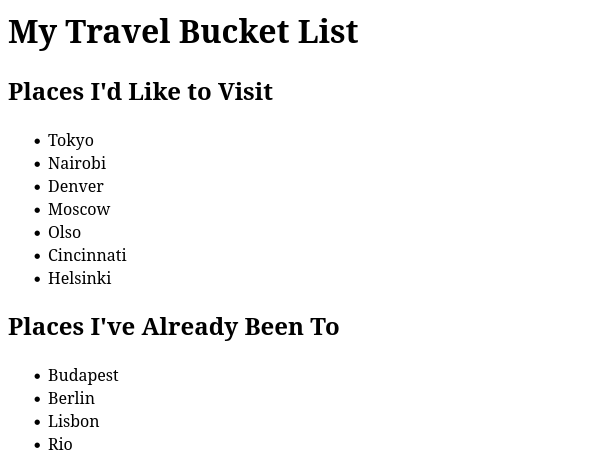 My Travel Bucket List
Places I'd Like to Visit
Tokyo
Nairobi
Denver
Moscow
Olso
Cincinnati
Helsinki
Places I've Already Been To
Budapest
Berlin
Lisbon
Rio